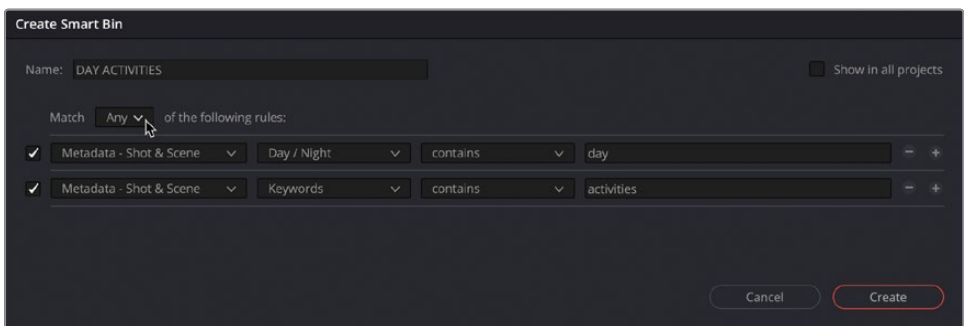 Create Smart Bin
Name: DAY ACTIVITIES Show in all projects
Match Any of the following rules:
Metadata - Shot & Scene Day / Night contains day
Metadata - Shot & Scene Keywords contains activities
Cancel Create